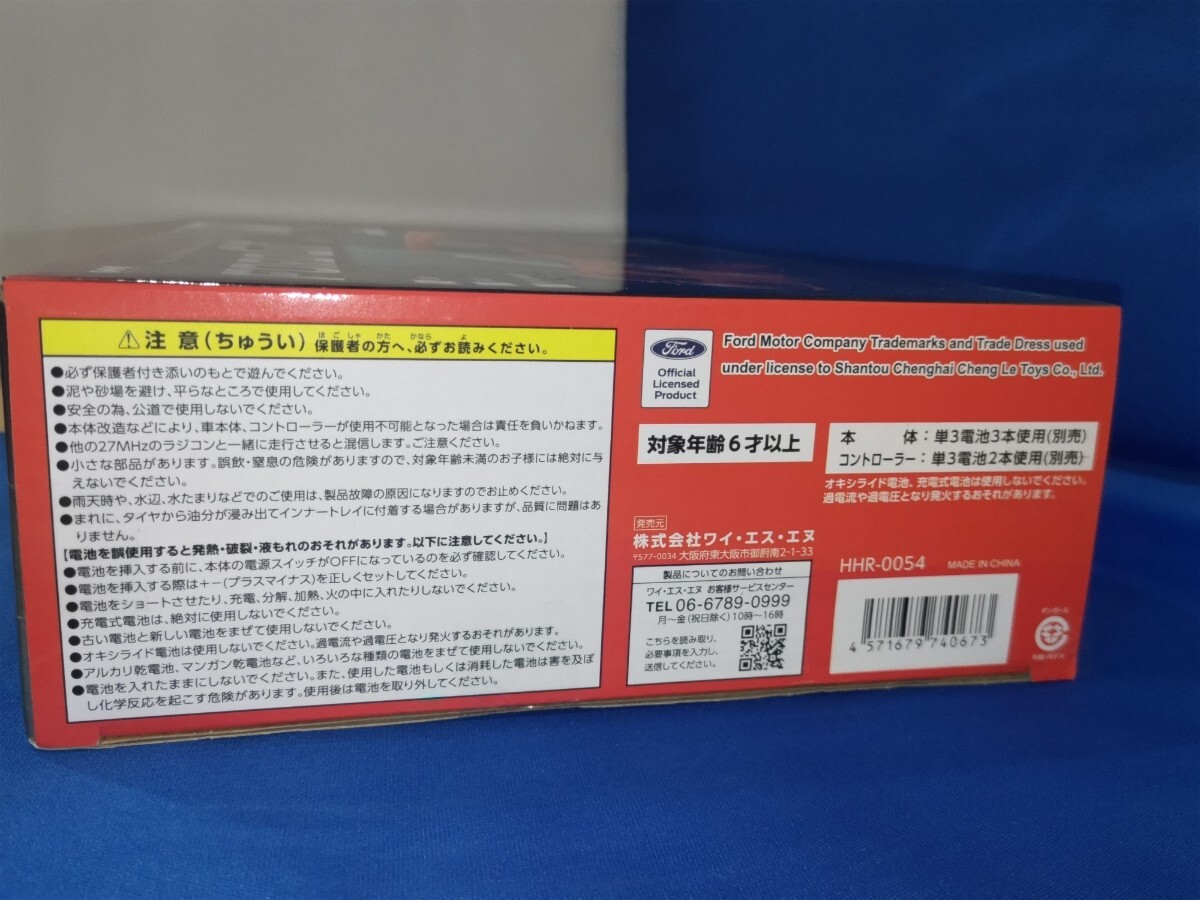 ⚠注意(ちゅうい) 保護者の方へ、必ずお読みください。
ほごしゃ かた かなら よ
●必ず保護者付き添いのもとで遊んでください。
●泥や砂場を避け、平らなところで使用してください。
●安全の為、公道で使用しないでください。
●本体改造などにより、車本体、コントローラーが使用不可能となった場合は責任を負いかねます。
●他の27MHzのラジコンと一緒に走行させると混信します。ご注意ください。
●小さな部品があります。誤飲・窒息の危険がありますので、対象年齢未満のお子様には絶対に与
えないでください。
●雨天時や、水辺、水たまりなどでのご使用は、製品故障の原因になりますのでお止めください。
●まれに、タイヤから油分が浸み出てインナートレイに付着する場合がありますが、品質に問題はあ
りません。
【電池を誤使用すると発熱・破裂・液もれのおそれがあります。以下に注意してください。】
●電池を挿入する前に、本体の電源スイッチがOFFになっているのを必ず確認してください。
●電池を挿入する際は+-(プラスマイナス)を正しくセットしてください。
●電池をショートさせたり、充電、分解、加熱、火の中に入れたりしないでください。
●充電式電池は、絶対に使用しないでください。
●古い電池と新しい電池をまぜて使用しないでください。
●オキシライド電池は使用しないでください。過電流や過電圧となり発火するおそれがあります。
●アルカリ乾電池、マンガン乾電池など、いろいろな種類の電池をまぜて使用しないでください。
●電池を入れたままにしないでください。また、使用した電池もしくは消耗した電池は害を及ぼ
し化学反応を起こす危険があります。使用後は電池を取り外してください。
Ford
Official
Licensed
Product
Ford Motor Company Trademarks and Trade Dress used
under license to Shantou Chenghai Cheng Le Toys Co., Ltd.
対象年齢6才以上
本 体:単3電池3本使用(別売)
コントローラー:単3電池2本使用(別売)
オキシライド電池、充電式電池は使用しないでください。
過電流や過電圧となり発火するおそれがあります。
発売元
株式会社ワイ・エス・エヌ
〒577-0034 大阪府東大阪市御厨南2-1-33
製品についてのお問い合わせ
ワイ・エス・エヌ お客様サービスセンター
TEL 06-6789-0999
月~金(祝日除く)10時~16時
こちらを読み取り、
必要事項を入力し、
送信してください。
HHR-0054 MADE IN CHINA
4 571679 740673